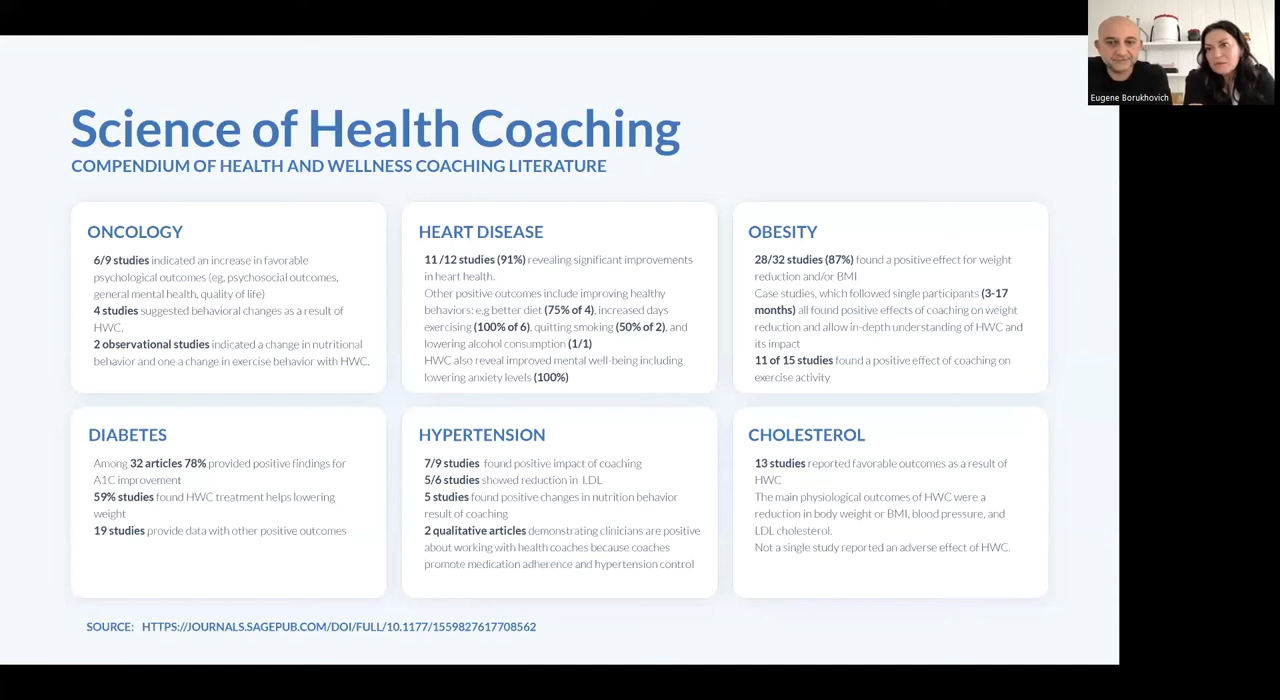 Eugene Borukhovich
Science of Health Coaching
COMPENDIUM OF HEALTH AND WELLNESS COACHING LITERATURE
ONCOLOGY
6/9 studies indicated an increase in favorable
psychological outcomes (eg, psychosocial outcomes,
general mental health, quality of life)
4 studies suggested behavioral changes as a result of
HWC.
2 observational studies indicated a change in nutritional
behavior and one a change in exercise behavior with HWC.
HEART DISEASE
11 /12 studies (91%) revealing significant improvements
in heart health.
Other positive outcomes include improving healthy
behaviors: e.g better diet (75% of 4), increased days
exercising (100% of 6), quitting smoking (50% of 2), and
lowering alcohol consumption (1/1)
HWC also reveal improved mental well-being including
lowering anxiety levels (100%)
OBESITY
28/32 studies (87%) found a positive effect for weight
reduction and/or BMI
Case studies, which followed single participants (3-17
months) all found positive effects of coaching on weight
reduction and allow in-depth understanding of HWC and
its impact
11 of 15 studies found a positive effect of coaching on
exercise activity
DIABETES
Among 32 articles 78% provided positive findings for
A1C improvement
59% studies found HWC treatment helps lowering
weight
19 studies provide data with other positive outcomes
HYPERTENSION
7/9 studies found positive impact of coaching
5/6 studies showed reduction in LDL
5 studies found positive changes in nutrition behavior
result of coaching
2 qualitative articles demonstrating clinicians are positive
about working with health coaches because coaches
promote medication adherence and hypertension control
CHOLESTEROL
13 studies reported favorable outcomes as a result of
HWC
The main physiological outcomes of HWC were a
reduction in body weight or BMI, blood pressure, and
LDL cholesterol.
Not a single study reported an adverse effect of HWC.
SOURCE: HTTPS://JOURNALS.SAGEPUB.COM/DOI/FULL/10.1177/1559827617708562